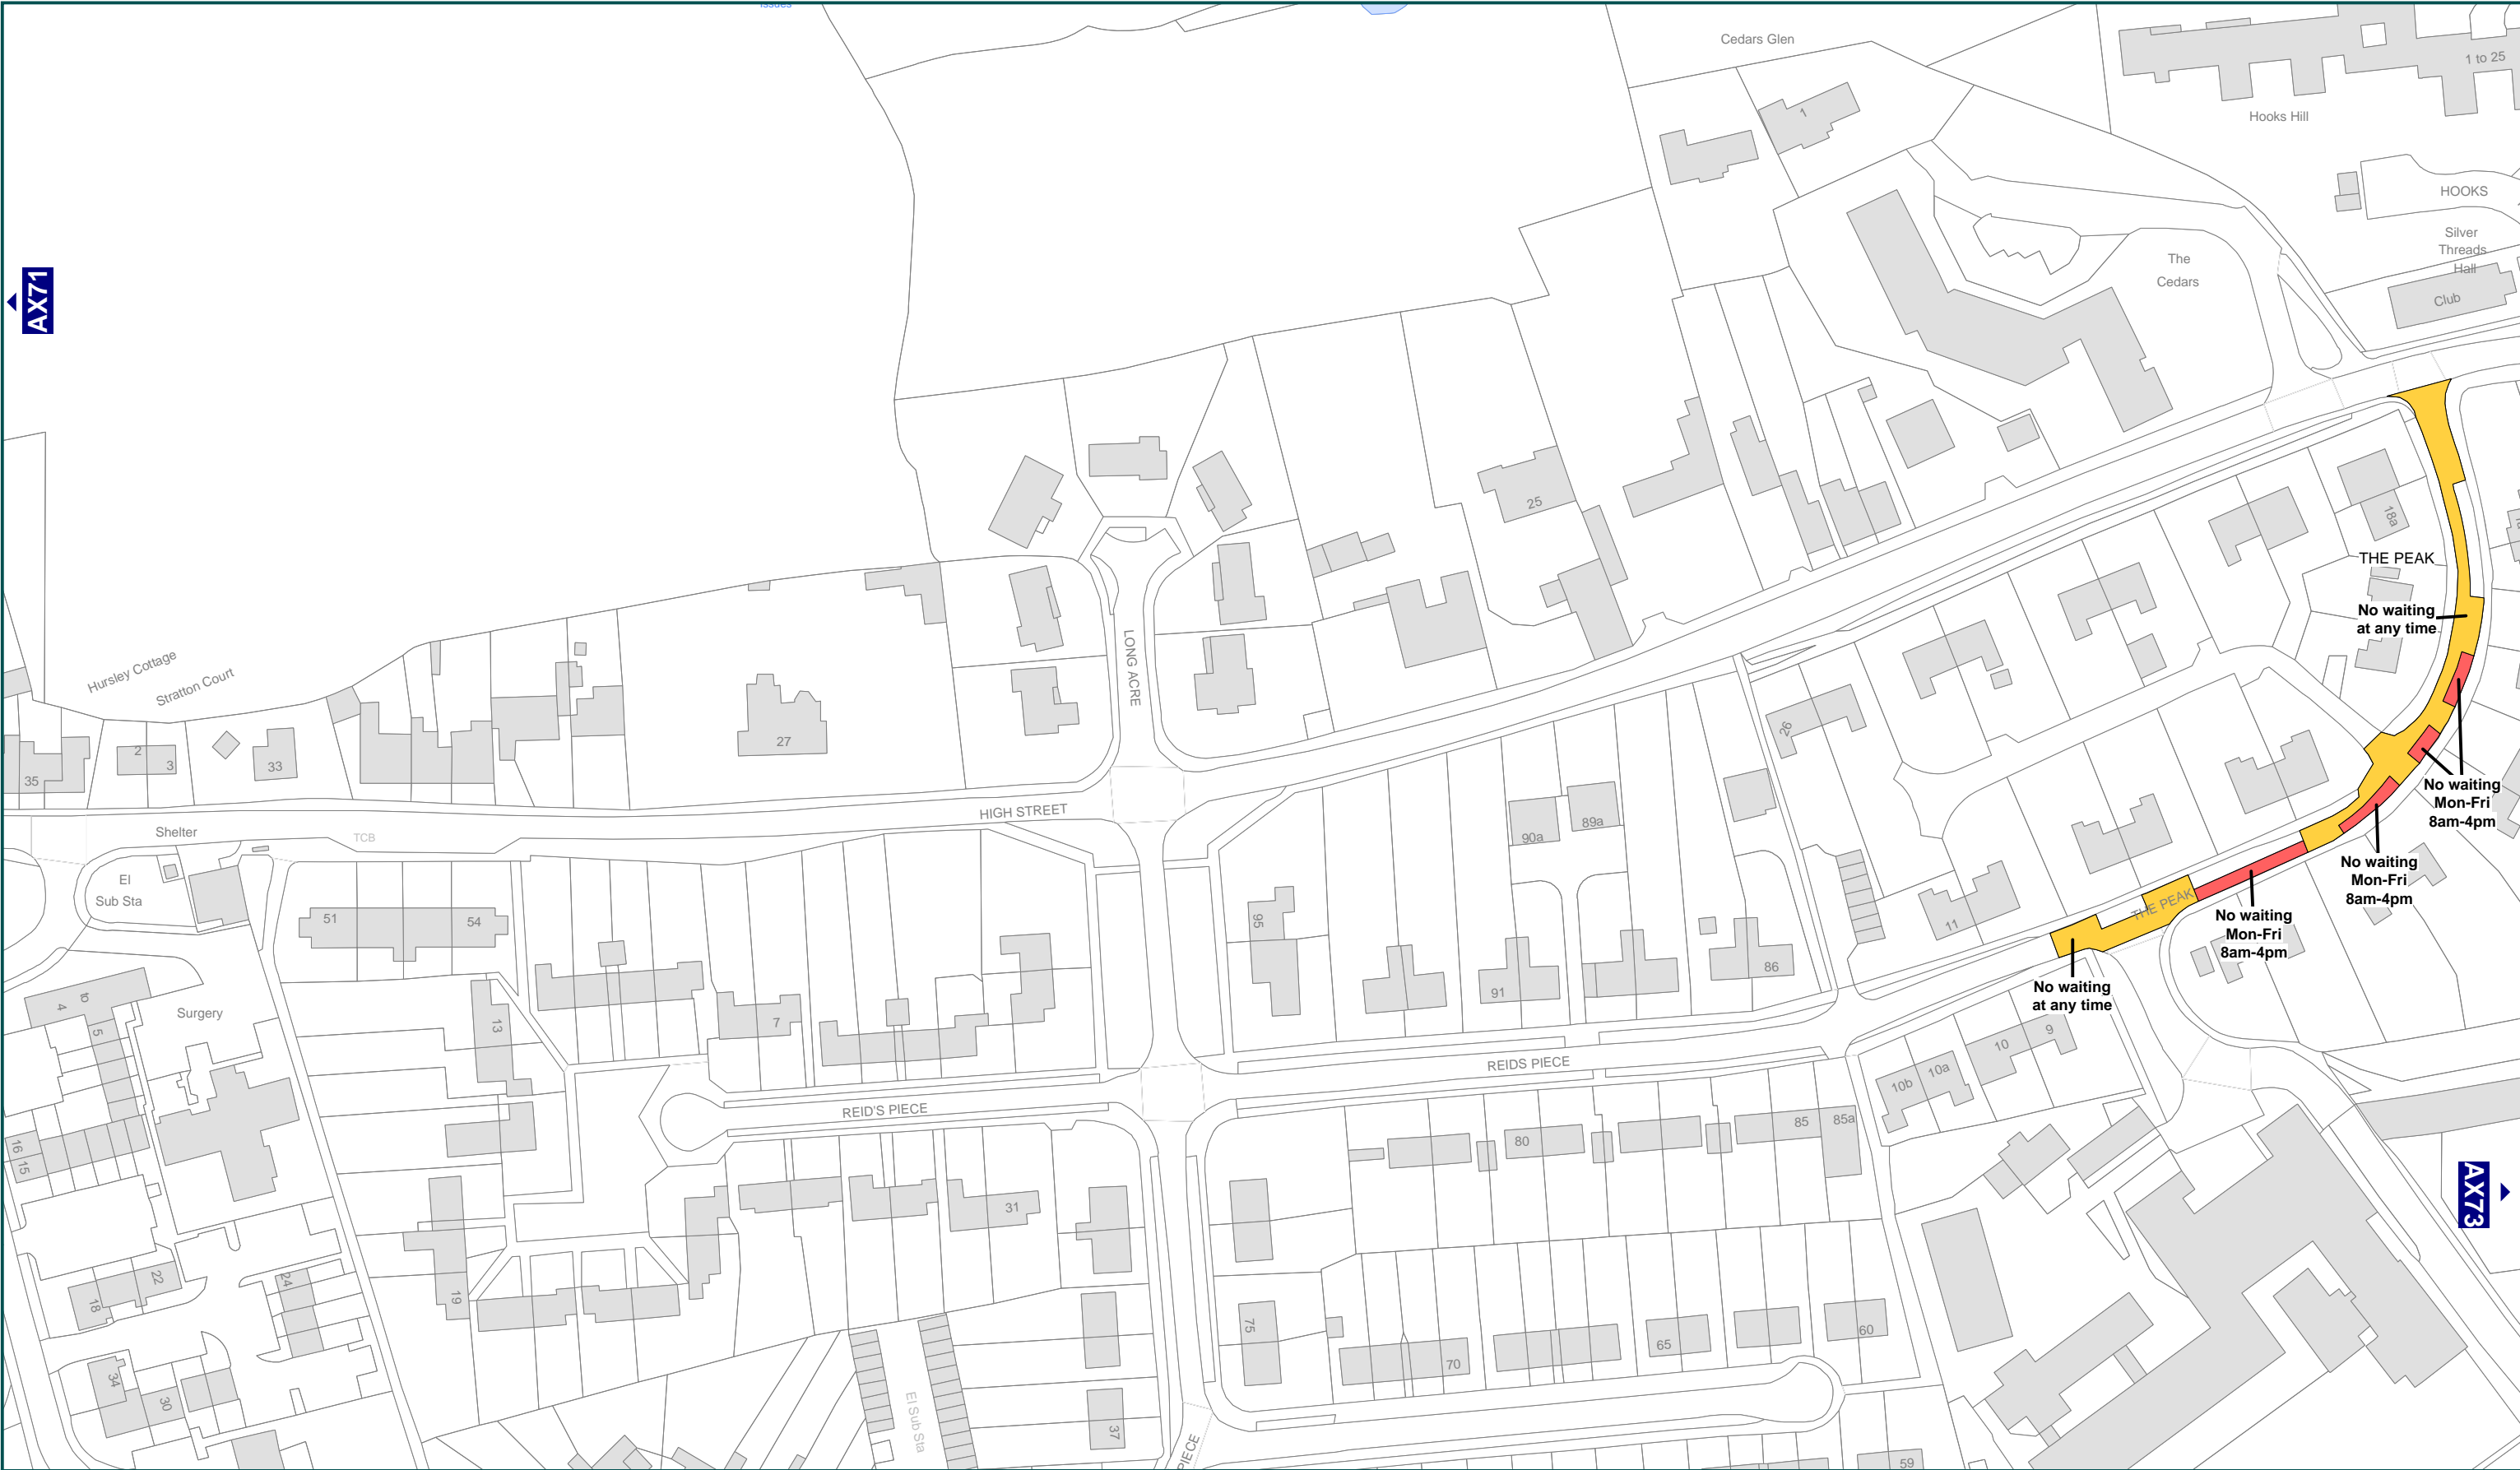 Issues
Cedars Glen
1
1 to 25
Hooks Hill
HOOKS
Silver
Threads
Hall
Club
The
Cedars
AX71
25
18a
THE PEAK
No waiting
at any time
Hursley Cottage
Stratton Court
LONG ACRE
27
2
3
33
35
26
HIGH STREET
Shelter
TCB
90a
89a
No waiting
Mon-Fri
8am-4pm
No waiting
Mon-Fri
8am-4pm
No waiting
Mon-Fri
8am-4pm
THE PEAK
El
Sub Sta
51
54
95
11
86
91
No waiting
at any time
4
to
5
Surgery
13
7
9
10
10a
10b
REIDS PIECE
REID'S PIECE
16
15
80
85
85a
AX73
31
22
18
24
19
75
70
65
60
34
30
El Sub Sta
37
PIECE
59